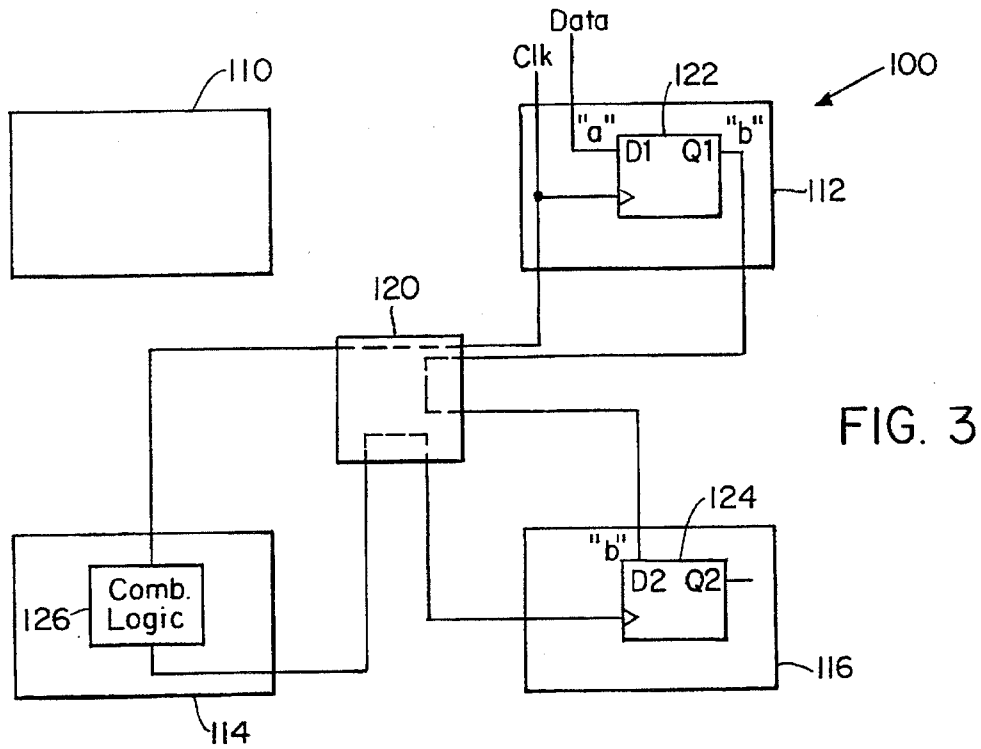 Data
Clk
110
122
100
"a"
"b"
D1 Q1
112
120
FIG. 3
124
"b"
D2 Q2
Comb.
Logic
126
116
114